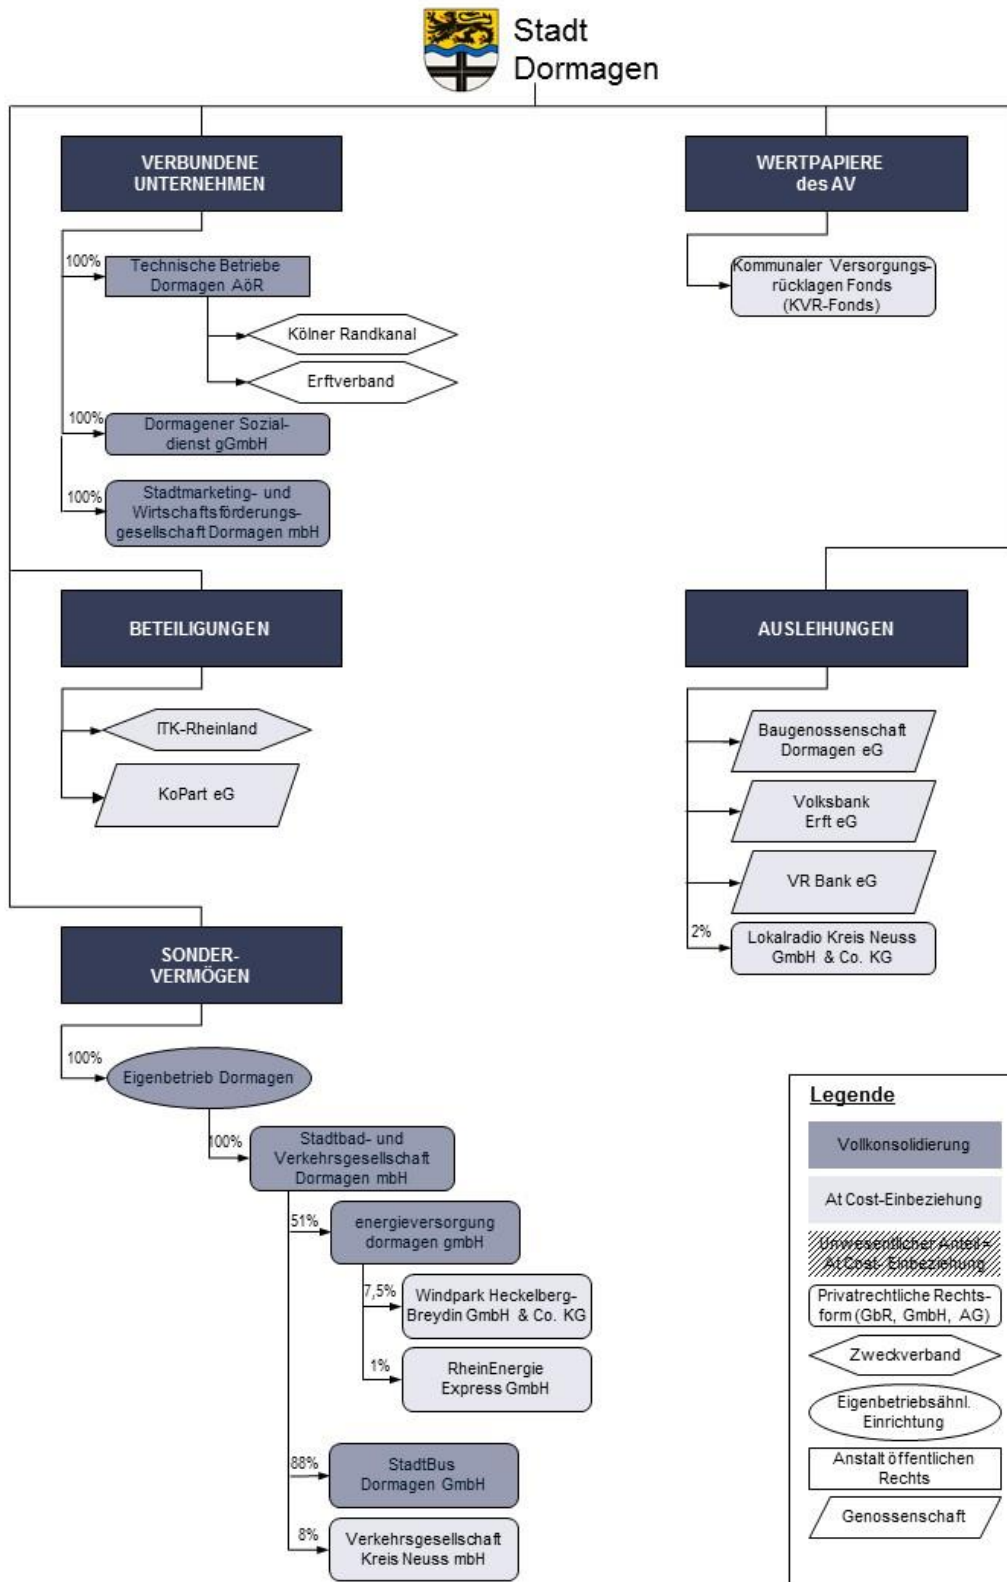 Stadt
Dormagen
VERBUNDENE
UNTERNEHMEN
100%
Technische Betriebe
Dormagen AöR
Kölner Randkanal
Erftverband
100%
Dormagener Sozial-
dienst gGmbH
100%
Stadtmarketing- und
Wirtschaftsförderungs-
gesellschaft Dormagen mbH
WERTPAPIERE
des AV
Kommunaler Versorgungs-
rücklagen Fonds
(KVR-Fonds)
BETEILIGUNGEN
ITK-Rheinland
KoPart eG
AUSLEIHUNGEN
Baugenossenschaft
Dormagen eG
Volksbank
Erft eG
VR Bank eG
2%
Lokalradio Kreis Neuss
GmbH & Co. KG
SONDER-
VERMÖGEN
100%
Eigenbetrieb Dormagen
100%
Stadtbad- und
Verkehrsgesellschaft
Dormagen mbH
51%
energieversorgung
dormagen gmbH
7,5%
Windpark Heckelberg-
Breydin GmbH & Co. KG
1%
RheinEnergie
Express GmbH
88%
StadtBus
Dormagen GmbH
8%
Verkehrsgesellschaft
Kreis Neuss mbH
Legende
Vollkonsolidierung
At Cost-Einbeziehung
Unwesentlicher Anteil =
At Cost- Einbeziehung
Privatrechtliche Rechts-
form (GbR, GmbH, AG)
Zweckverband
Eigenbetriebsähnl.
Einrichtung
Anstalt öffentlichen
Rechts
Genossenschaft